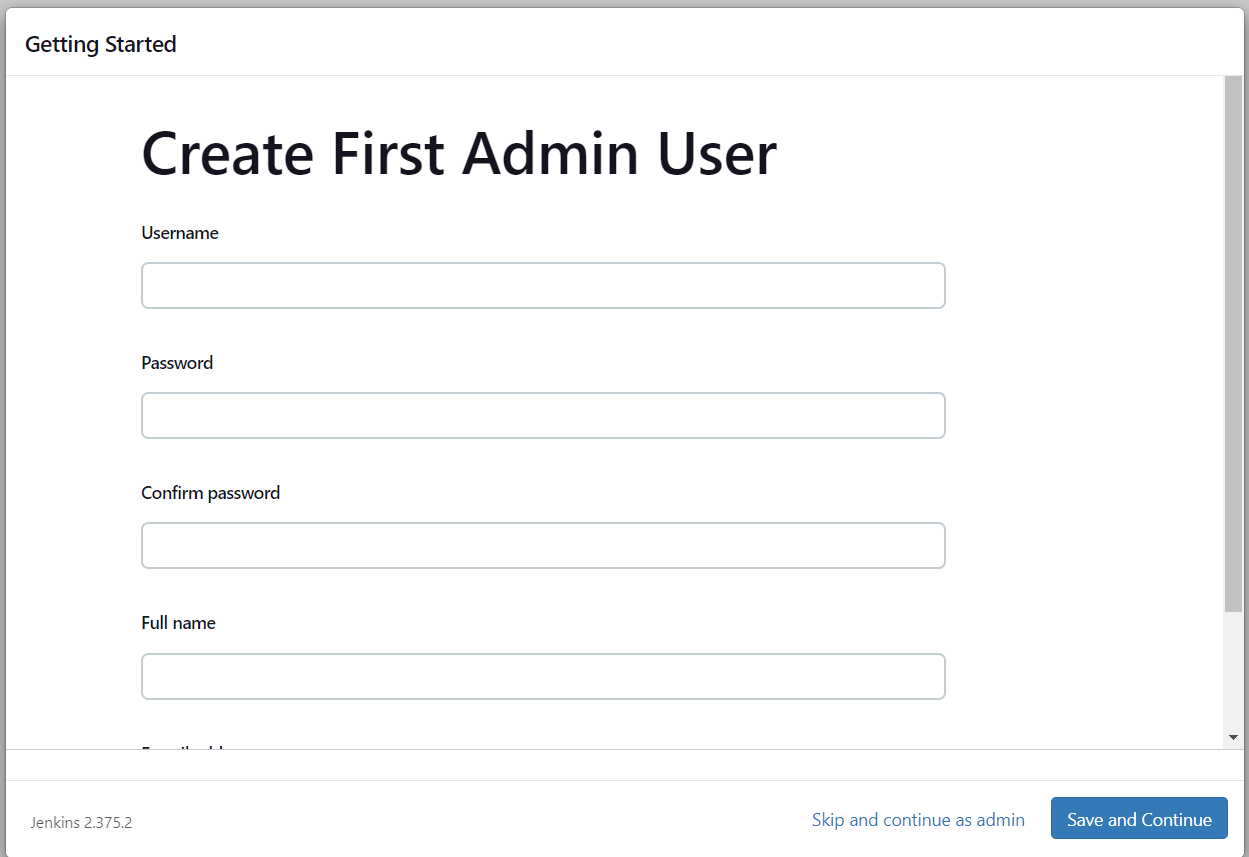 Getting Started
Create First Admin User
Username
Password
Confirm password
Full name
Jenkins 2.375.2
Skip and continue as admin
Save and Continue